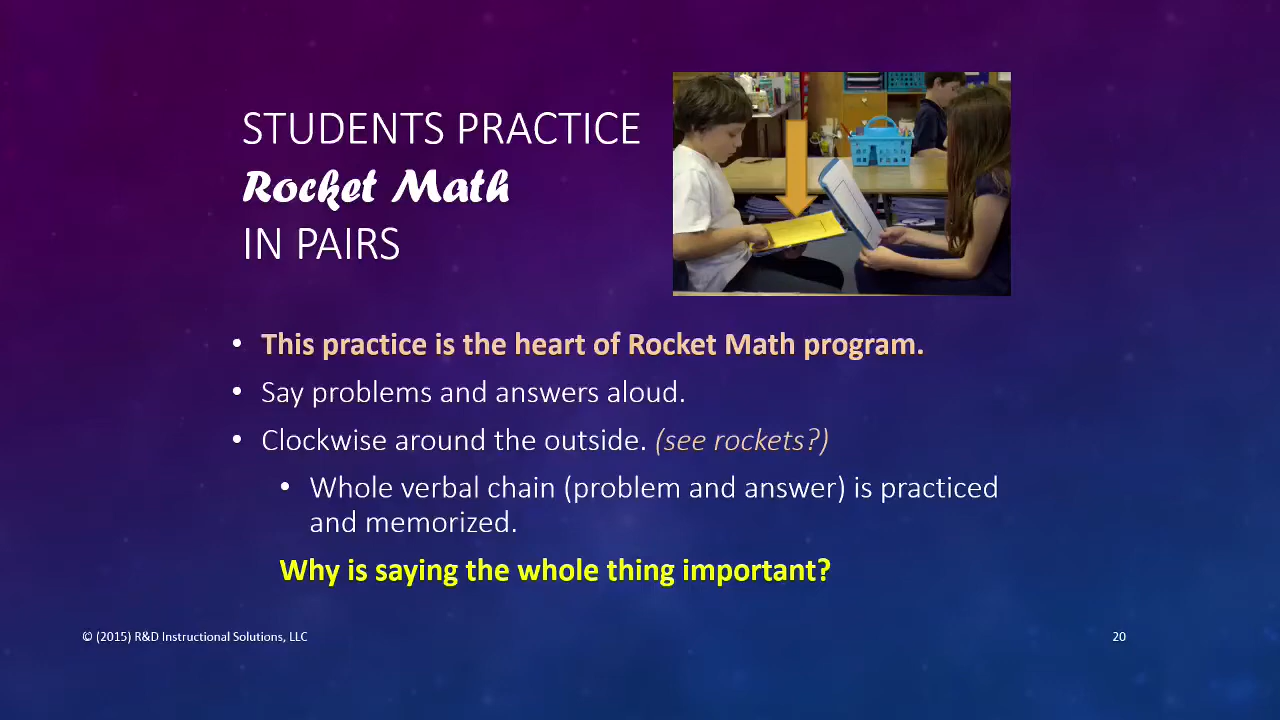 STUDENTS PRACTICE
Rocket Math
IN PAIRS
• This practice is the heart of Rocket Math program.
• Say problems and answers aloud.
• Clockwise around the outside. (see rockets?)
• Whole verbal chain (problem and answer) is practiced
and memorized.
Why is saying the whole thing important?
© (2015) R&D Instructional Solutions, LLC
20